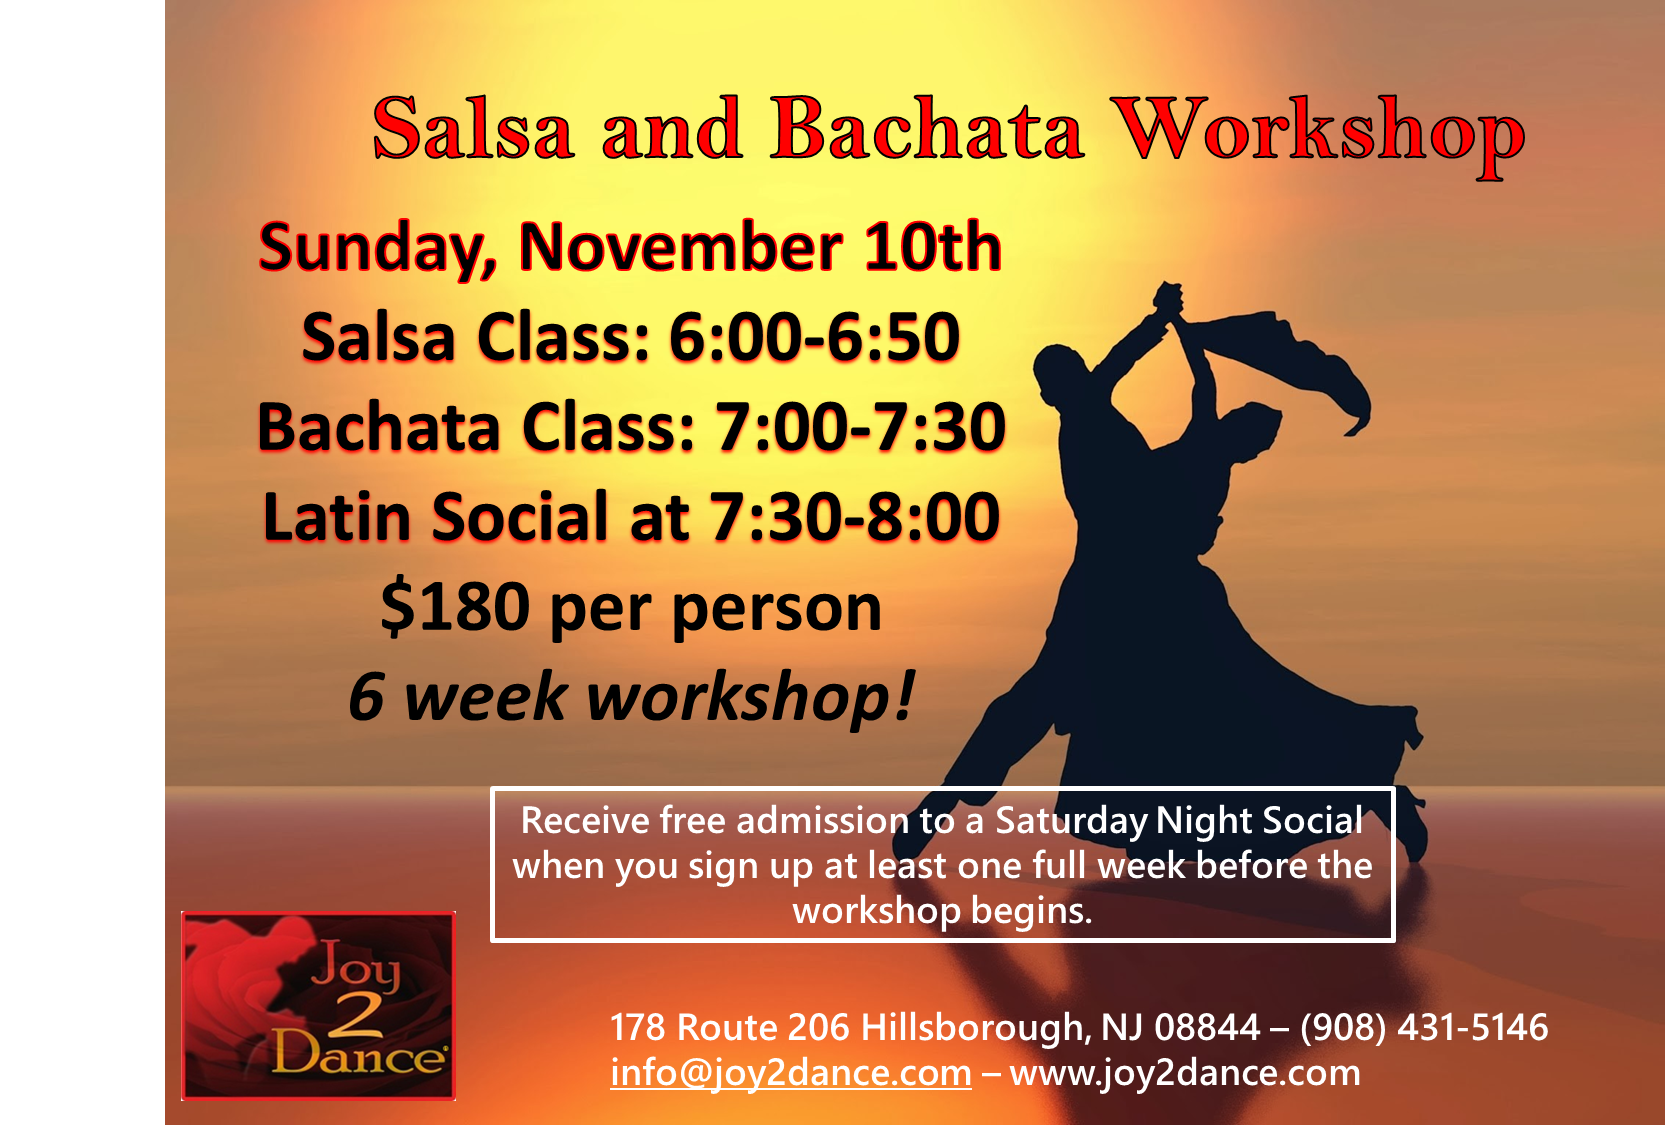 Salsa and Bachata Workshop
Sunday, November 10th
Salsa Class: 6:00-6:50
Bachata Class: 7:00-7:30
Latin Social at 7:30-8:00
$180 per person
6 week workshop!
Receive free admission to a Saturday Night Social
when you sign up at least one full week before the
workshop begins.
Joy
2
Dance
178 Route 206 Hillsborough, NJ 08844 – (908) 431-5146
info@joy2dance.com – www.joy2dance.com